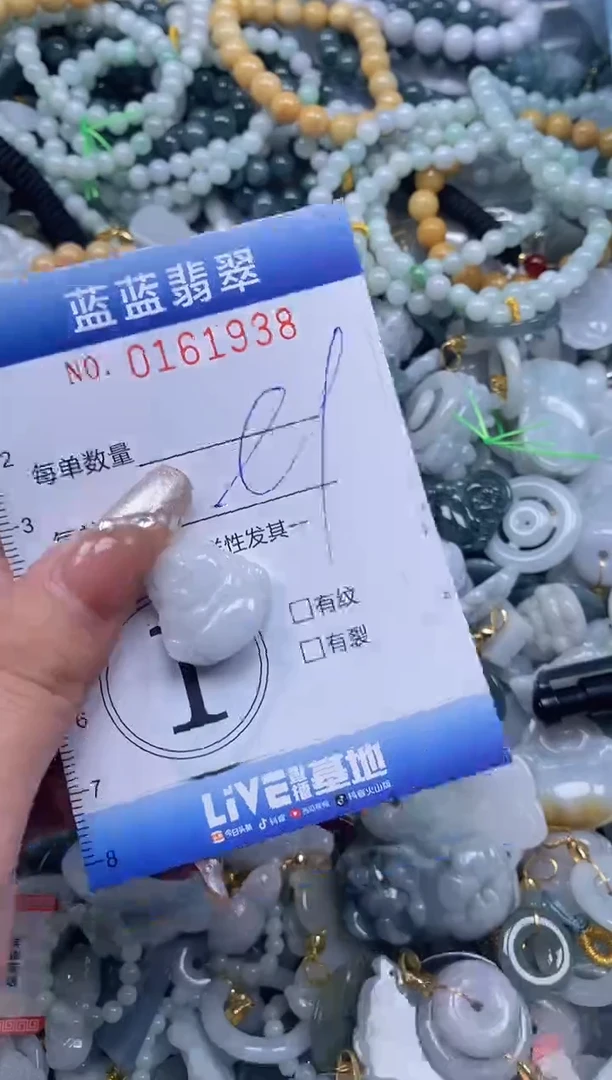 蓝蓝翡翠
NO. 0161938
2
每单数量
3
性发其一
□有纹
□有裂
1
6
7
LiVE直播基地
今日头条 抖音 西瓜视频 抖音火山版
8